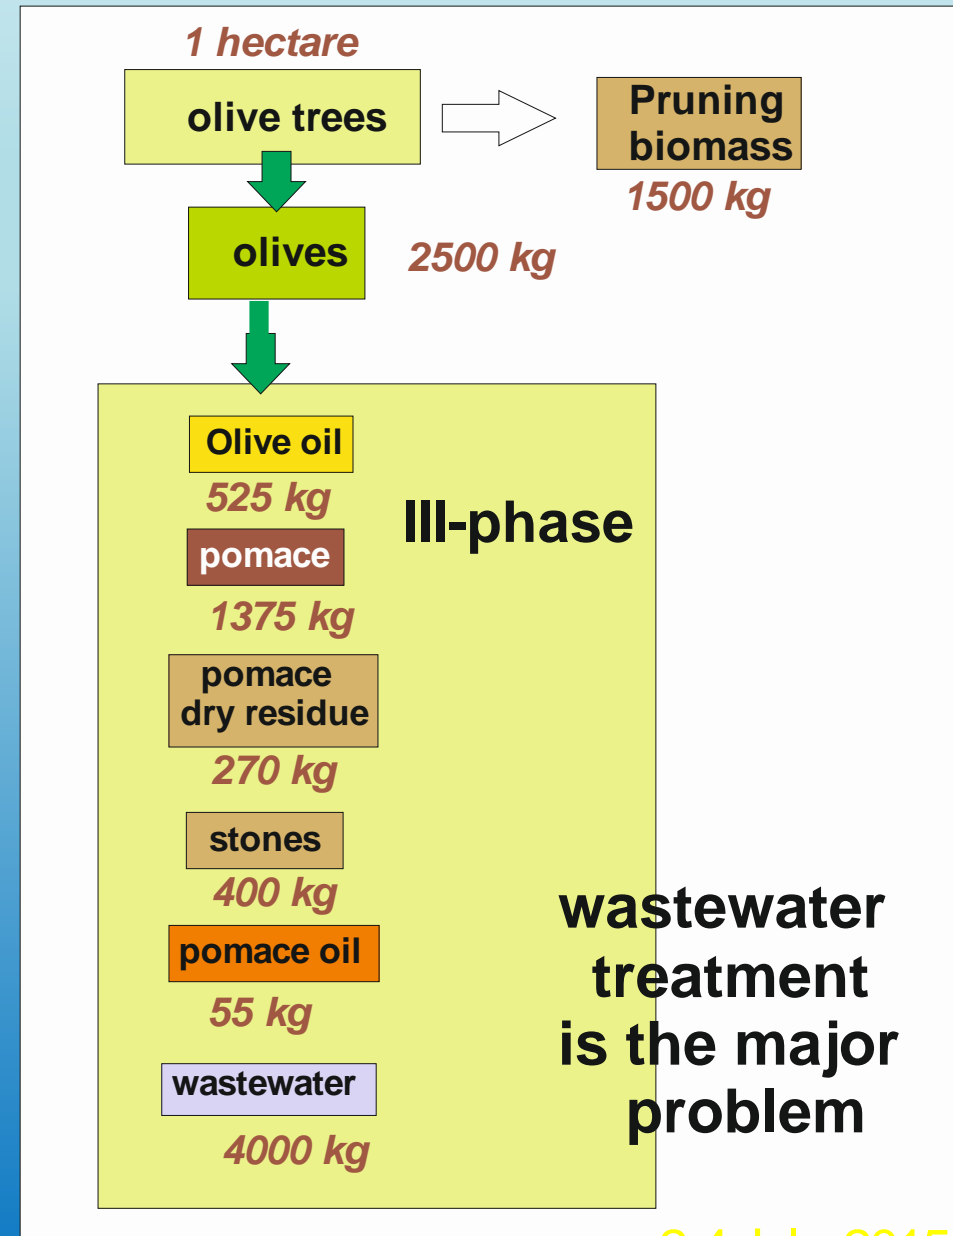 1 hectare
olive trees
Pruning
biomass
1500 kg
olives
2500 kg
Olive oil
525 kg
III-phase
pomace
1375 kg
pomace
dry residue
270 kg
stones
400 kg
pomace oil
55 kg
wastewater
4000 kg
wastewater
treatment
is the major
problem